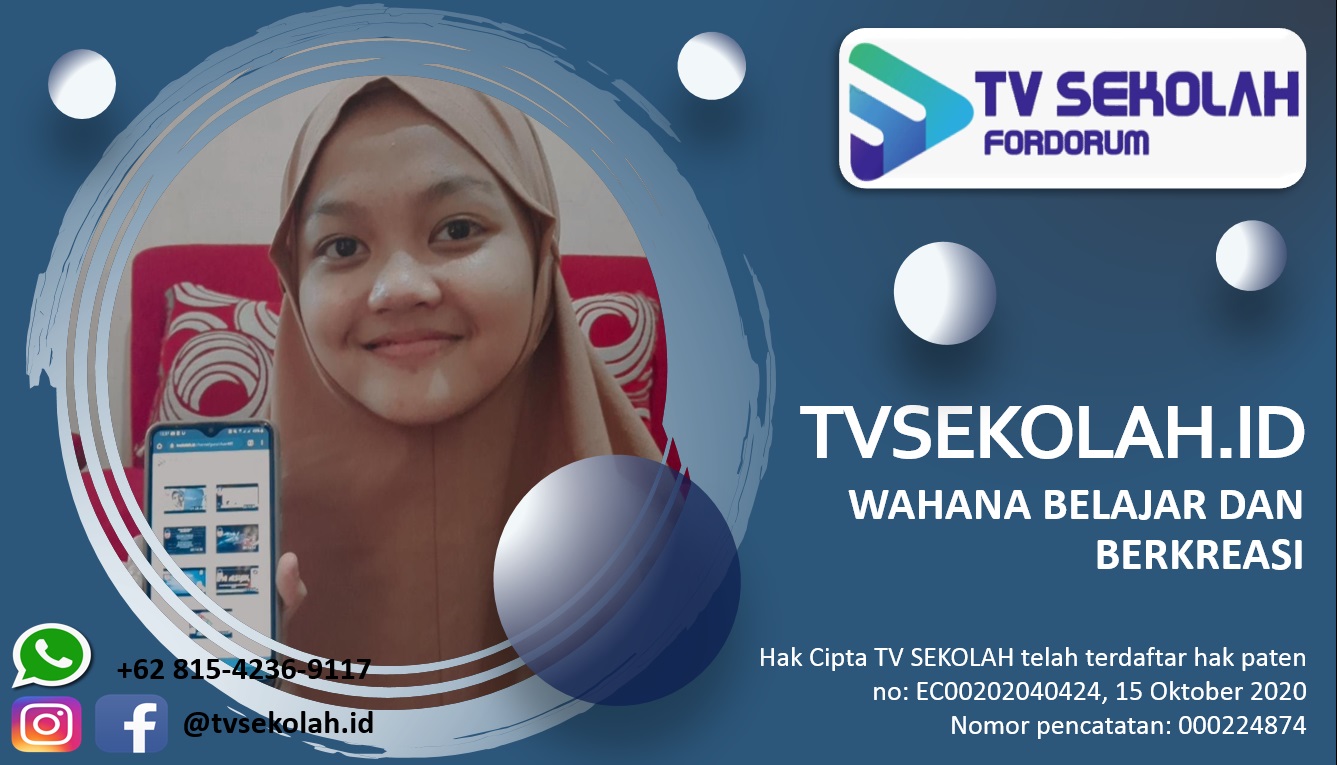 TV SEKOLAH
FORDORUM
TVSEKOLAH.ID
WAHANA BELAJAR DAN
BERKREASI
Hak Cipta TV SEKOLAH telah terdaftar hak paten
no: EC00202040424, 15 Oktober 2020
Nomor pencatatan: 000224874
+62 815-4236-9117
@tvsekolah.id